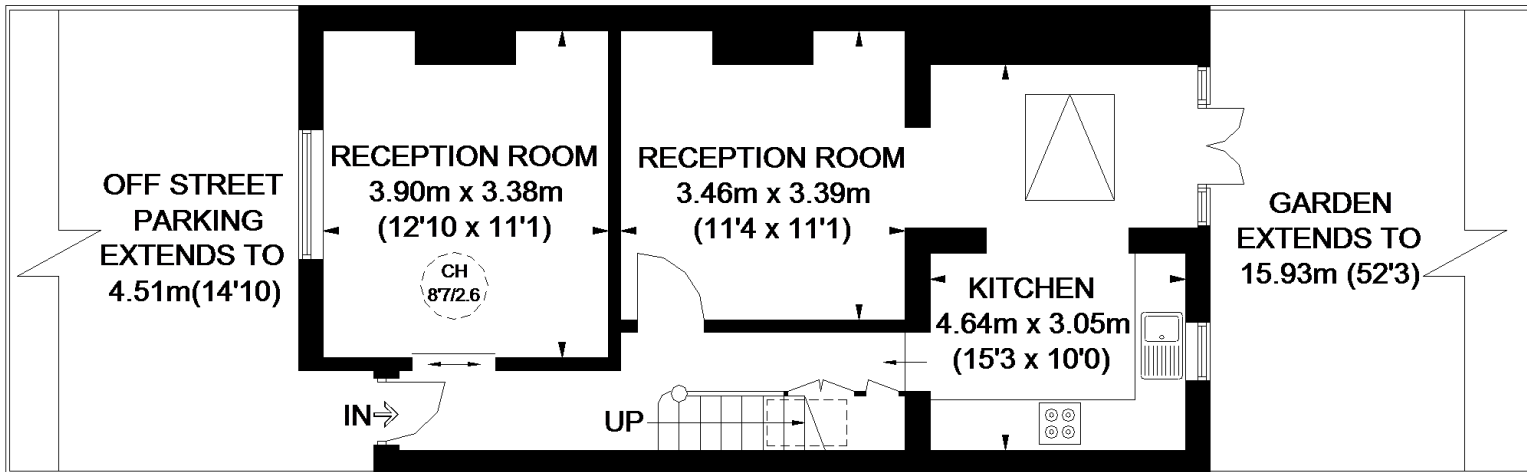 OFF STREET
PARKING
EXTENDS TO
4.51m(14'10)
RECEPTION ROOM
3.90m x 3.38m
(12'10 x 11'1)
CH
8'7/2.6
IN
RECEPTION ROOM
3.46m x 3.39m
(11'4 x 11'1)
UP
KITCHEN
4.64m x 3.05m
(15'3 x 10'0)
GARDEN
EXTENDS TO
15.93m (52'3)